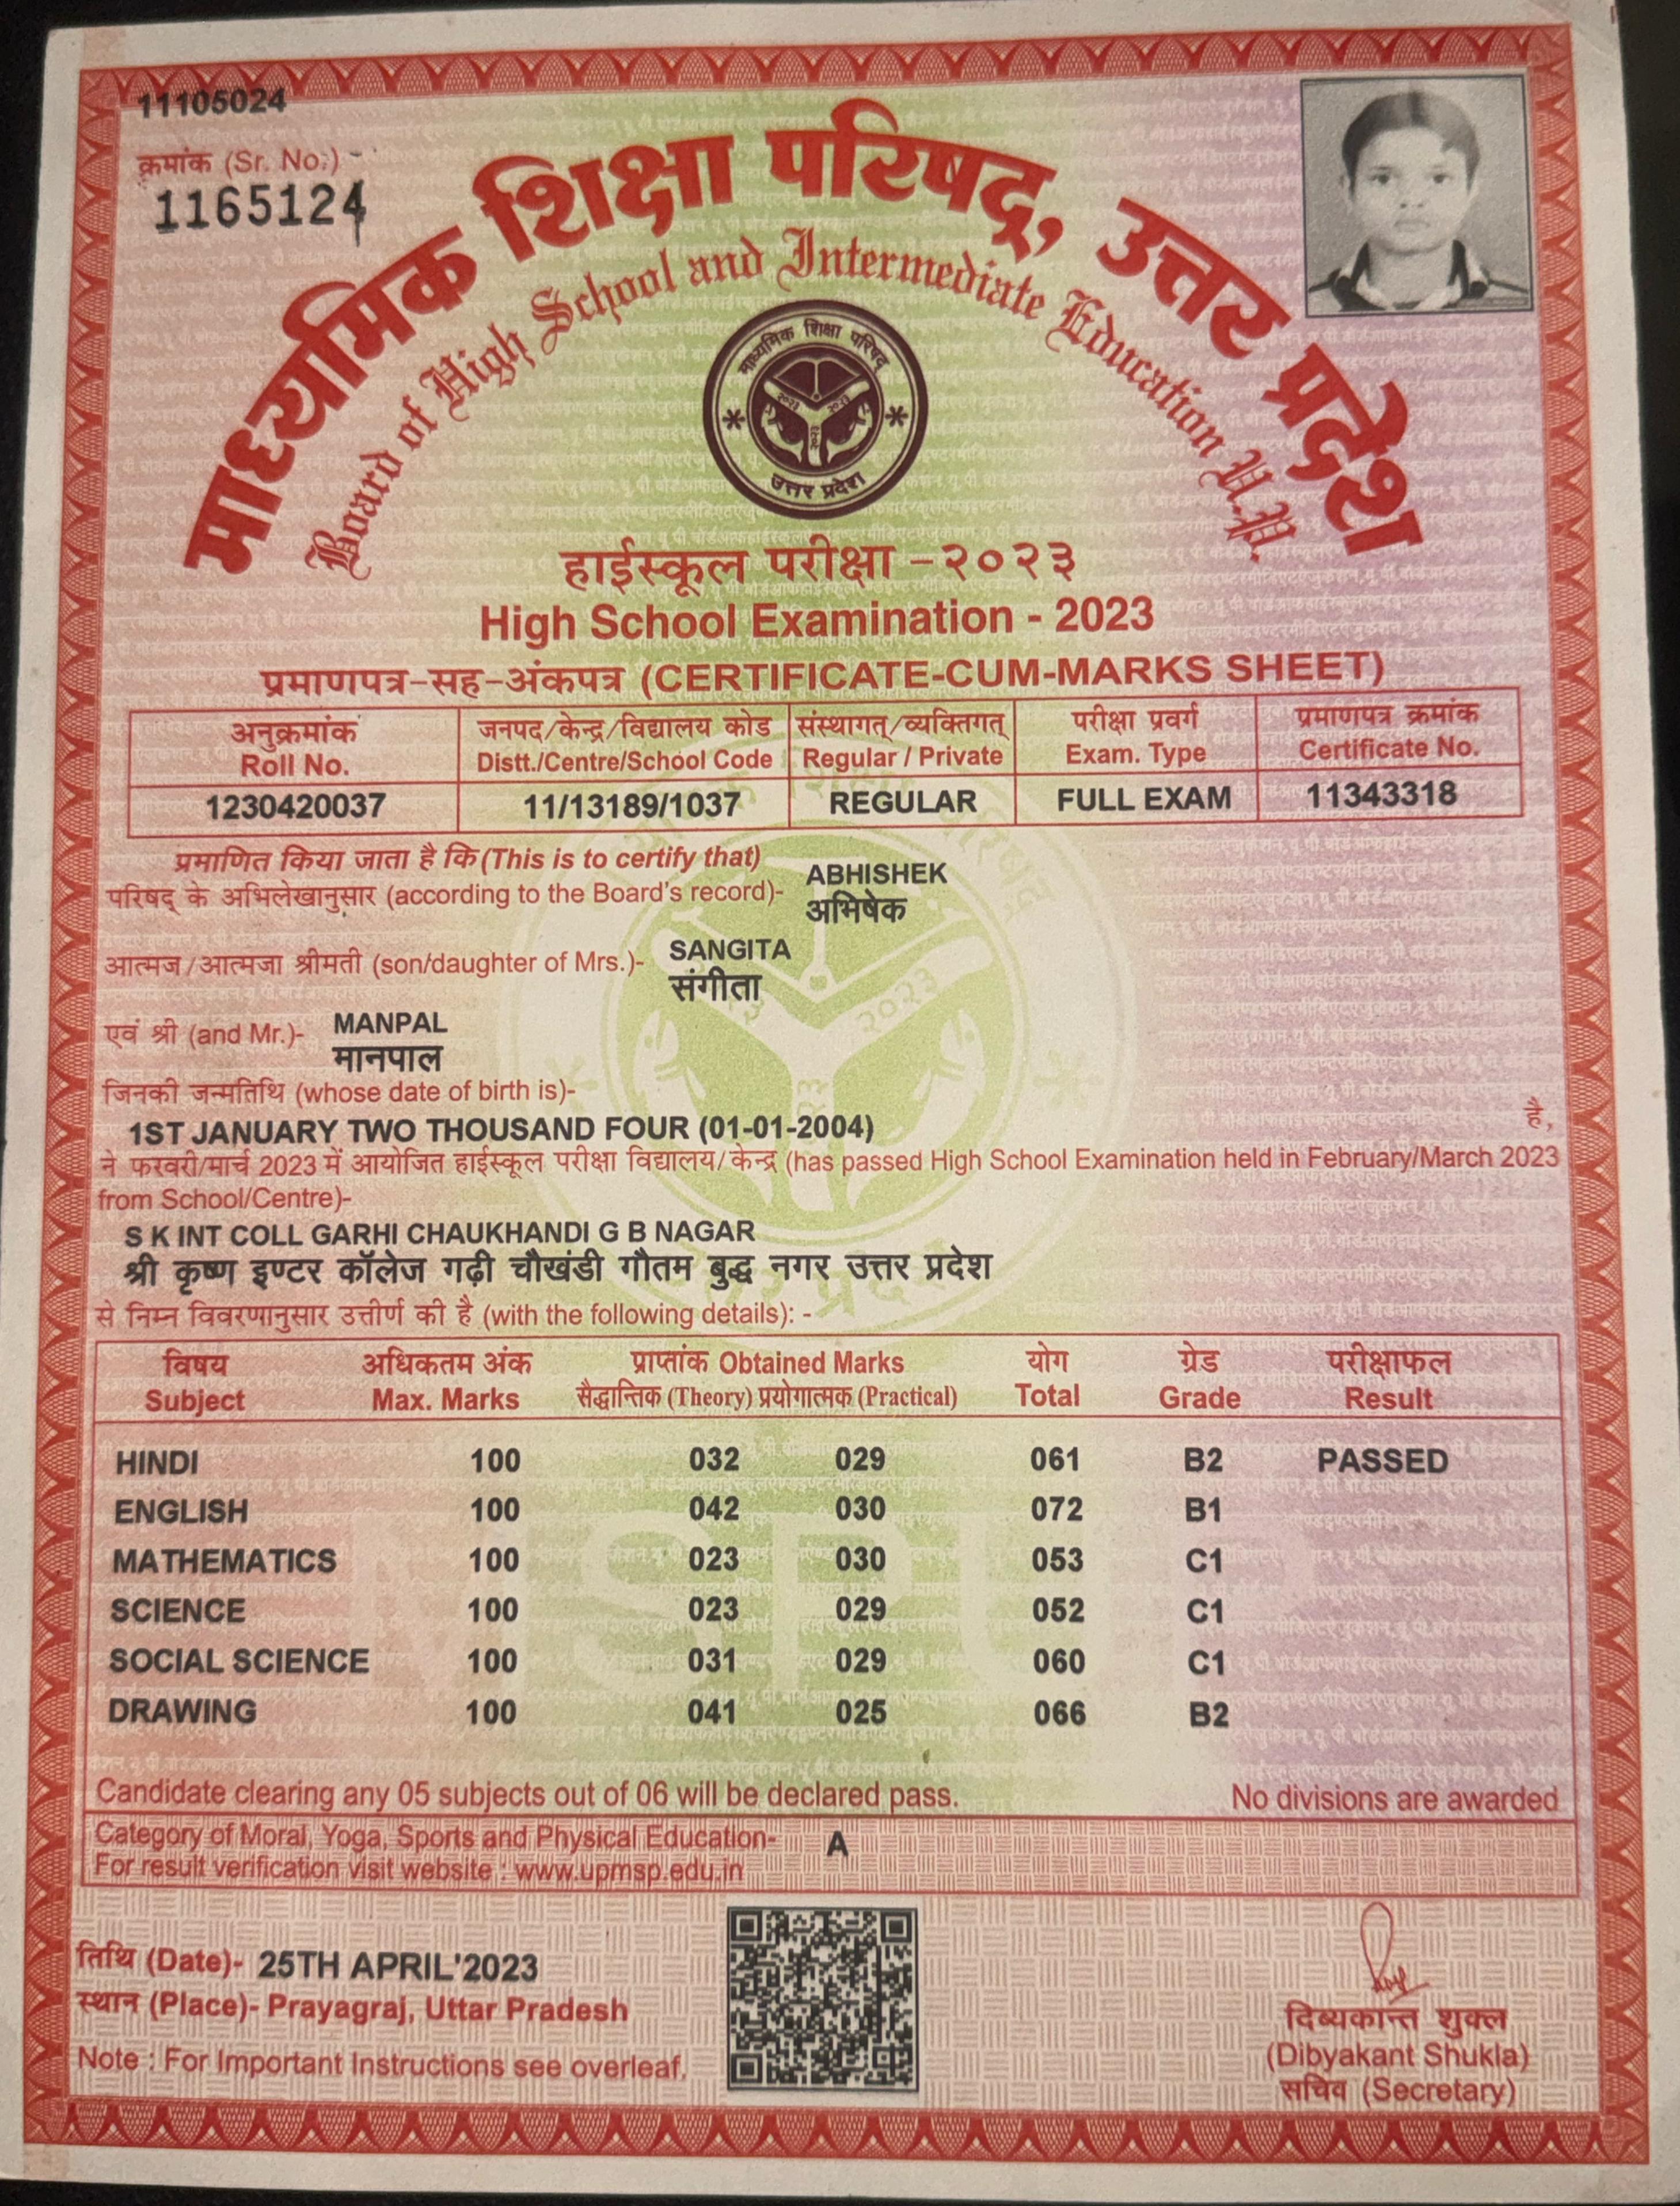 11105024
क्रमांक (Sr. No.) -
1165124
माध्यमिक शिक्षा परिषद्, उत्तर प्रदेश
Board of High School and Intermediate Education U.P.
माध्यमिक शिक्षा परिषद्
उत्तर प्रदेश
हाईस्कूल परीक्षा -२०२३
High School Examination - 2023
प्रमाणपत्र-सह-अंकपत्र (CERTIFICATE-CUM-MARKS SHEET)
अनुक्रमांक जनपद/केन्द्र/विद्यालय कोड संस्थागत्/व्यक्तिगत् परीक्षा प्रवर्ग प्रमाणपत्र क्रमांक
Roll No. Distt./Centre/School Code Regular / Private Exam. Type Certificate No.
1230420037 11/13189/1037 REGULAR FULL EXAM 11343318
प्रमाणित किया जाता है कि (This is to certify that)
परिषद् के अभिलेखानुसार (according to the Board's record)- ABHISHEK
अभिषेक
आत्मज/आत्मजा श्रीमती (son/daughter of Mrs.)- SANGITA
संगीता
एवं श्री (and Mr.)- MANPAL
मानपाल
जिनकी जन्मतिथि (whose date of birth is)-
1ST JANUARY TWO THOUSAND FOUR (01-01-2004) है,
ने फरवरी/मार्च 2023 में आयोजित हाईस्कूल परीक्षा विद्यालय/केन्द्र (has passed High School Examination held in February/March 2023
from School/Centre)-
S K INT COLL GARHI CHAUKHANDI G B NAGAR
श्री कृष्ण इण्टर कॉलेज गढ़ी चौखंडी गौतम बुद्ध नगर उत्तर प्रदेश
से निम्न विवरणानुसार उत्तीर्ण की है (with the following details): -
विषय अधिकतम अंक प्राप्तांक Obtained Marks योग ग्रेड परीक्षाफल
Subject Max. Marks सैद्धान्तिक (Theory) प्रयोगात्मक (Practical) Total Grade Result
HINDI 100 032 029 061 B2 PASSED
ENGLISH 100 042 030 072 B1
MATHEMATICS 100 023 030 053 C1
SCIENCE 100 023 029 052 C1
SOCIAL SCIENCE 100 031 029 060 C1
DRAWING 100 041 025 066 B2
Candidate clearing any 05 subjects out of 06 will be declared pass. No divisions are awarded
Category of Moral, Yoga, Sports and Physical Education- A
For result verification visit website : www.upmsp.edu.in
तिथि (Date)- 25TH APRIL'2023
स्थान (Place)- Prayagraj, Uttar Pradesh
Note : For Important Instructions see overleaf.
दिब्यकान्त शुक्ल
(Dibyakant Shukla)
सचिव (Secretary)